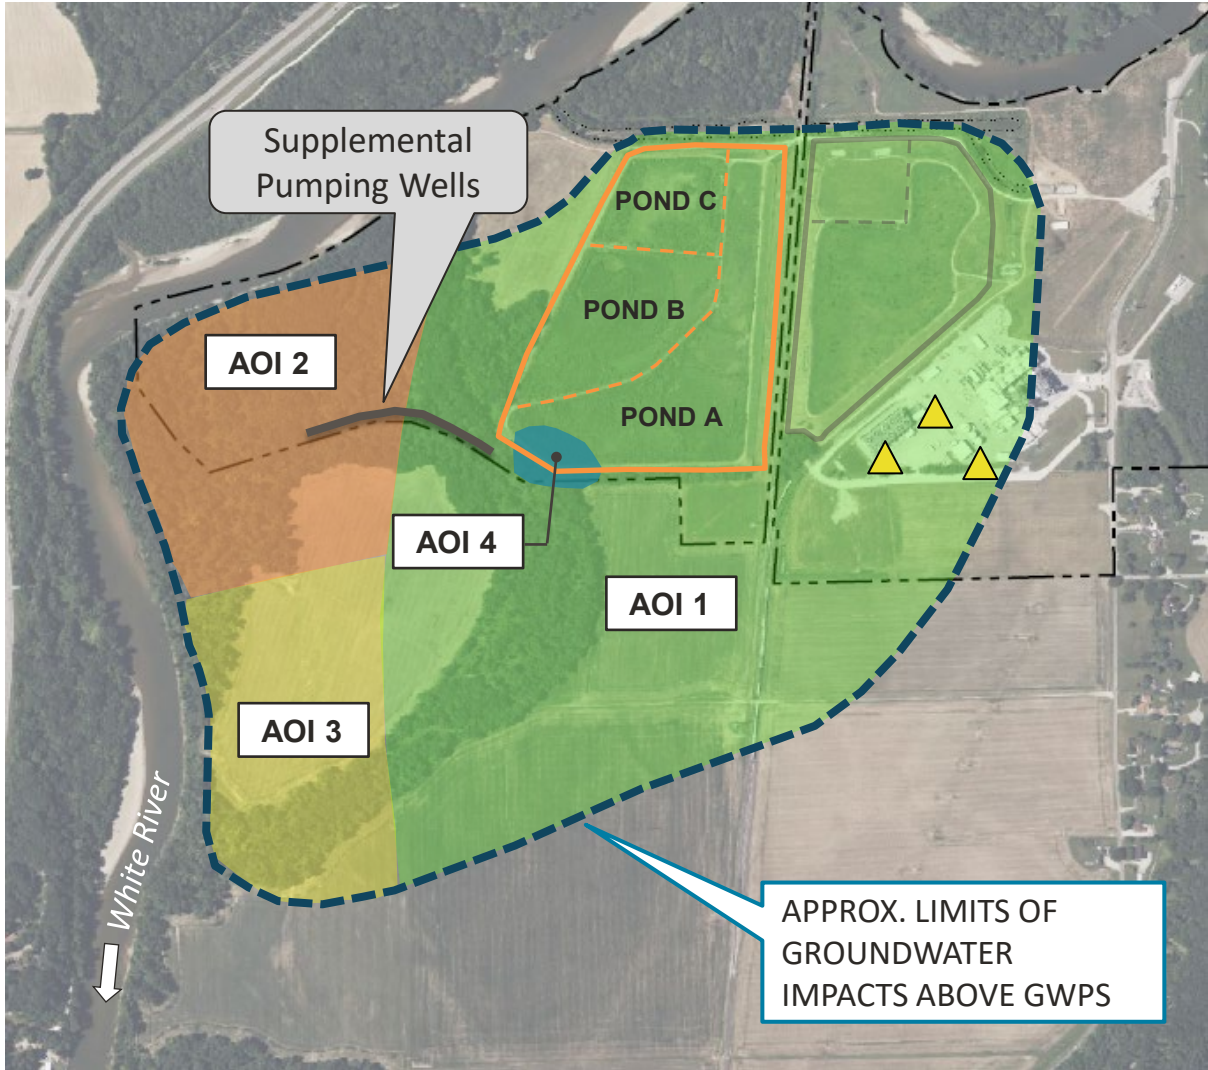 Supplemental
Pumping Wells
POND C
POND B
AOI 2
POND A
AOI 4
AOI 1
AOI 3
White River
APPROX. LIMITS OF
GROUNDWATER
IMPACTS ABOVE GWPS